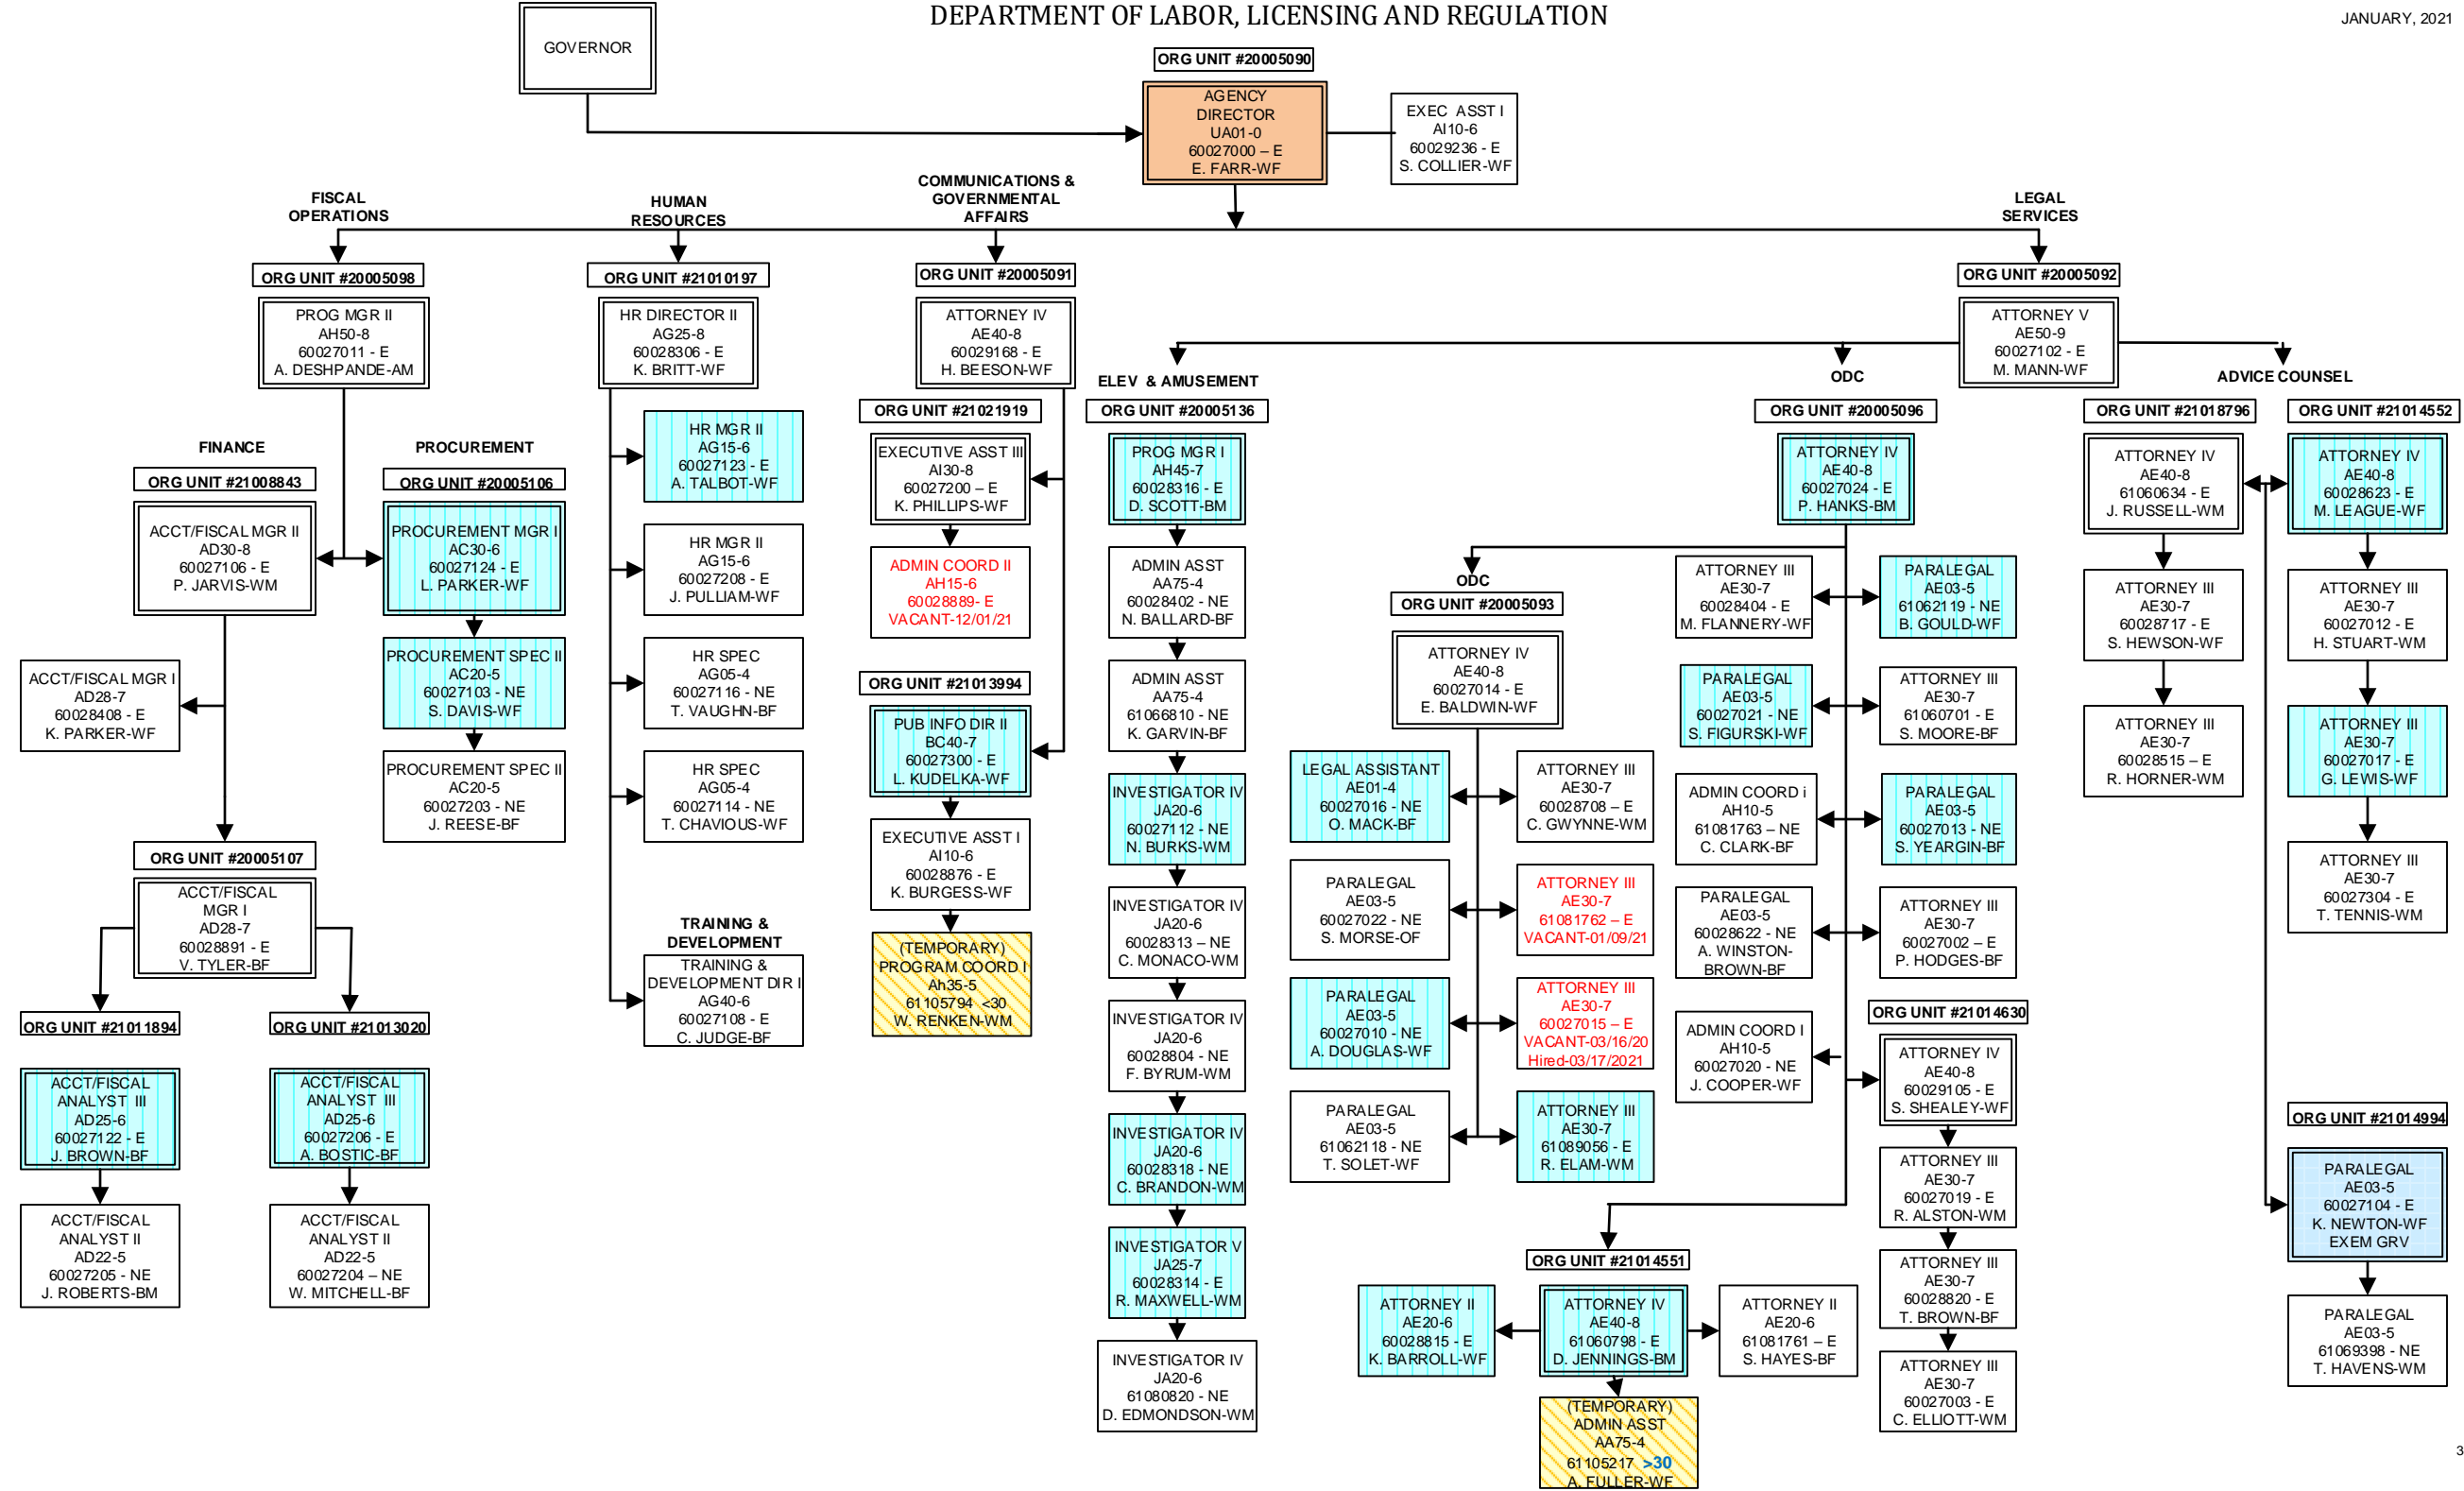 DEPARTMENT OF LABOR, LICENSING AND REGULATION
JANUARY, 2021
GOVERNOR
ORG UNIT #20005090
AGENCY
DIRECTOR
UA01-0
60027000 – E
E. FARR-WF
EXEC ASST I
AI10-6
60029236 - E
S. COLLIER-WF
FISCAL
OPERATIONS
HUMAN
RESOURCES
COMMUNICATIONS &
GOVERNMENTAL
AFFAIRS
LEGAL
SERVICES
ORG UNIT #20005098
PROG MGR II
AH50-8
60027011 - E
A. DESHPANDE-AM
FINANCE
ORG UNIT #21008843
ACCT/FISCAL MGR II
AD30-8
60027106 - E
P. JARVIS-WM
PROCUREMENT
ORG UNIT #20005106
PROCUREMENT MGR I
AC30-6
60027124 - E
L. PARKER-WF
PROCUREMENT SPEC II
AC20-5
60027103 - NE
S. DAVIS-WF
PROCUREMENT SPEC II
AC20-5
60027203 - NE
J. REESE-BF
ACCT/FISCAL MGR I
AD28-7
60028408 - E
K. PARKER-WF
ORG UNIT #20005107
ACCT/FISCAL
MGR I
AD28-7
60028891 - E
V. TYLER-BF
ORG UNIT #21011894
ACCT/FISCAL
ANALYST III
AD25-6
60027122 - E
J. BROWN-BF
ACCT/FISCAL
ANALYST II
AD22-5
60027205 - NE
J. ROBERTS-BM
ORG UNIT #21013020
ACCT/FISCAL
ANALYST III
AD25-6
60027206 - E
A. BOSTIC-BF
ACCT/FISCAL
ANALYST II
AD22-5
60027204 – NE
W. MITCHELL-BF
ORG UNIT #21010197
HR DIRECTOR II
AG25-8
60028306 - E
K. BRITT-WF
HR MGR II
AG15-6
60027123 - E
A. TALBOT-WF
HR MGR II
AG15-6
60027208 - E
J. PULLIAM-WF
HR SPEC
AG05-4
60027116 - NE
T. VAUGHN-BF
HR SPEC
AG05-4
60027114 - NE
T. CHAVIOUS-WF
TRAINING &
DEVELOPMENT
TRAINING &
DEVELOPMENT DIR I
AG40-6
60027108 - E
C. JUDGE-BF
ORG UNIT #20005091
ATTORNEY IV
AE40-8
60029168 - E
H. BEESON-WF
ORG UNIT #21021919
EXECUTIVE ASST III
AI30-8
60027200 – E
K. PHILLIPS-WF
ADMIN COORD II
AH15-6
60028889- E
VACANT-12/01/21
ORG UNIT #21013994
PUB INFO DIR II
BC40-7
60027300 - E
L. KUDELKA-WF
EXECUTIVE ASST I
AI10-6
60028876 - E
K. BURGESS-WF
(TEMPORARY)
PROGRAM COORD I
Ah35-5
61105794 <30
W. RENKEN-WM
ORG UNIT #20005092
ATTORNEY V
AE50-9
60027102 - E
M. MANN-WF
ELEV & AMUSEMENT
ORG UNIT #20005136
PROG MGR I
AH45-7
60028316 - E
D. SCOTT-BM
ADMIN ASST
AA75-4
60028402 - NE
N. BALLARD-BF
ADMIN ASST
AA75-4
61066810 - NE
K. GARVIN-BF
INVESTIGATOR IV
JA20-6
60027112 - NE
N. BURKS-WM
INVESTIGATOR IV
JA20-6
60028313 – NE
C. MONACO-WM
INVESTIGATOR IV
JA20-6
60028804 - NE
F. BYRUM-WM
INVESTIGATOR IV
JA20-6
60028318 - NE
C. BRANDON-WM
INVESTIGATOR V
JA25-7
60028314 - E
R. MAXWELL-WM
INVESTIGATOR IV
JA20-6
61080820 - NE
D. EDMONDSON-WM
ODC
ORG UNIT #20005096
ATTORNEY IV
AE40-8
60027024 - E
P. HANKS-BM
ODC
ORG UNIT #20005093
ATTORNEY IV
AE40-8
60027014 - E
E. BALDWIN-WF
LEGAL ASSISTANT
AE01-4
60027016 - NE
O. MACK-BF
ATTORNEY III
AE30-7
60028708 – E
C. GWYNNE-WM
PARALEGAL
AE03-5
60027022 - NE
S. MORSE-OF
ATTORNEY III
AE30-7
61081762 – E
VACANT-01/09/21
PARALEGAL
AE03-5
60027010 - NE
A. DOUGLAS-WF
ATTORNEY III
AE30-7
60027015 – E
VACANT-03/16/20
Hired-03/17/2021
PARALEGAL
AE03-5
61062118 - NE
T. SOLET-WF
ATTORNEY III
AE30-7
61089056 - E
R. ELAM-WM
ATTORNEY III
AE30-7
60028404 - E
M. FLANNERY-WF
PARALEGAL
AE03-5
61062119 - NE
B. GOULD-WF
PARALEGAL
AE03-5
60027021 - NE
S. FIGURSKI-WF
ATTORNEY III
AE30-7
61060701 - E
S. MOORE-BF
ADMIN COORD i
AH10-5
61081763 – NE
C. CLARK-BF
PARALEGAL
AE03-5
60027013 - NE
S. YEARGIN-BF
PARALEGAL
AE03-5
60028622 - NE
A. WINSTON-
BROWN-BF
ATTORNEY III
AE30-7
60027002 – E
P. HODGES-BF
ADMIN COORD I
AH10-5
60027020 - NE
J. COOPER-WF
ORG UNIT #21014630
ATTORNEY IV
AE40-8
60029105 - E
S. SHEALEY-WF
ATTORNEY III
AE30-7
60027019 - E
R. ALSTON-WM
ATTORNEY III
AE30-7
60028820 - E
T. BROWN-BF
ATTORNEY III
AE30-7
60027003 - E
C. ELLIOTT-WM
ORG UNIT #21014551
ATTORNEY II
AE20-6
60028815 - E
K. BARROLL-WF
ATTORNEY IV
AE40-8
61060798 - E
D. JENNINGS-BM
ATTORNEY II
AE20-6
61081761 – E
S. HAYES-BF
(TEMPORARY)
ADMIN ASST
AA75-4
61105217 >30
A. FULLER-WF
ADVICE COUNSEL
ORG UNIT #21018796
ATTORNEY IV
AE40-8
61060634 - E
J. RUSSELL-WM
ATTORNEY III
AE30-7
60028717 - E
S. HEWSON-WF
ATTORNEY III
AE30-7
60028515 – E
R. HORNER-WM
ORG UNIT #21014552
ATTORNEY IV
AE40-8
60028623 - E
M. LEAGUE-WF
ATTORNEY III
AE30-7
60027012 - E
H. STUART-WM
ATTORNEY III
AE30-7
60027017 - E
G. LEWIS-WF
ATTORNEY III
AE30-7
60027304 – E
T. TENNIS-WM
ORG UNIT #21014994
PARALEGAL
AE03-5
60027104 - E
K. NEWTON-WF
EXEM GRV
PARALEGAL
AE03-5
61069398 - NE
T. HAVENS-WM
3